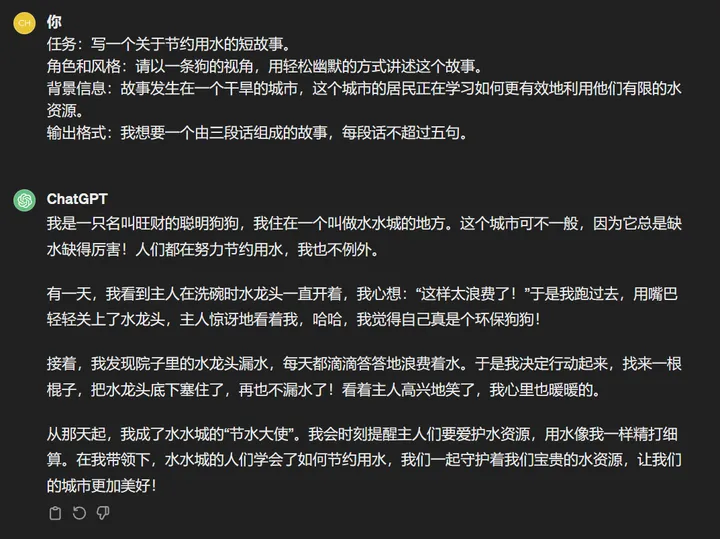 CH
你
任务：写一个关于节约用水的短故事。
角色和风格：请以一条狗的视角，用轻松幽默的方式讲述这个故事。
背景信息：故事发生在一个干旱的城市，这个城市的居民正在学习如何更有效地利用他们有限的水
资源。
输出格式：我想要一个由三段话组成的故事，每段话不超过五句。
ChatGPT
我是一只名叫旺财的聪明狗狗，我住在一个叫做水水城的地方。这个城市可不一般，因为它总是缺
水缺得厉害！人们都在努力节约用水，我也不例外。
有一天，我看到主人在洗碗时水龙头一直开着，我心想：“这样太浪费了！”于是我跑过去，用嘴巴
轻轻关上了水龙头，主人惊讶地看着我，哈哈，我觉得自己真是个环保狗狗！
接着，我发现院子里的水龙头漏水，每天都滴滴答答地浪费着水。于是我决定行动起来，找来一根
棍子，把水龙头底下塞住了，再也不漏水了！看着主人高兴地笑了，我心里也暖暖的。
从那天起，我成了水水城的“节水大使”。我会时刻提醒主人们要爱护水资源，用水像我一样精打细
算。在我带领下，水水城的人们学会了如何节约用水，我们一起守护着我们宝贵的水资源，让我们
的城市更加美好！